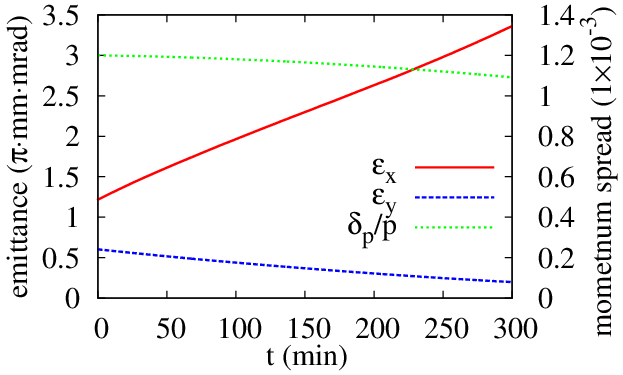 emittance (π·mm·mrad)
3.5
3
2.5
2
1.5
1
0.5
0
1.4
1.2
1
0.8
0.6
0.4
0.2
0
mometnum spread (1×10⁻³)
εₓ
ε_y
δ_p/p
0 50 100 150 200 250 300
t (min)